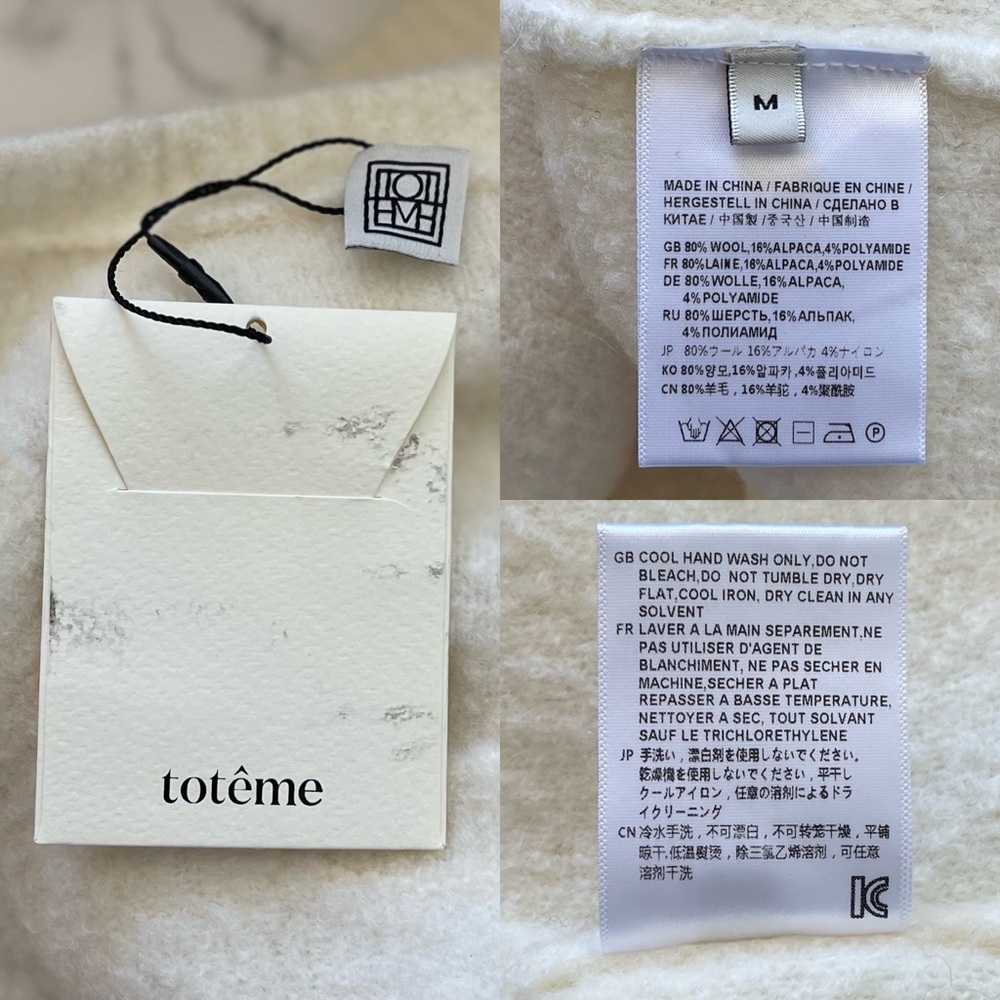 totême
M
MADE IN CHINA / FABRIQUE EN CHINE /
HERGESTELL IN CHINA / СДЕЛАНО В
КИТАЕ / 中国製 /중국산 / 中国制造
GB 80% WOOL,16%ALPACA,4%POLYAMIDE
FR 80%LAINE,16%ALPACA,4%POLYAMIDE
DE 80%WOLLE,16%ALPACA,
4%POLYAMIDE
RU 80%ШЕРСТЬ,16%АЛЬПАК,
4%ПОЛИАМИД
JP 80%ウール 16%アルパカ 4%ナイロン
KO 80%양모,16%알파카,4%폴리아미드
CN 80%羊毛，16%羊驼，4%聚酰胺
P
GB COOL HAND WASH ONLY,DO NOT
BLEACH,DO NOT TUMBLE DRY,DRY
FLAT,COOL IRON, DRY CLEAN IN ANY
SOLVENT
FR LAVER A LA MAIN SEPAREMENT,NE
PAS UTILISER D'AGENT DE
BLANCHIMENT, NE PAS SECHER EN
MACHINE,SECHER A PLAT
REPASSER A BASSE TEMPERATURE,
NETTOYER A SEC, TOUT SOLVANT
SAUF LE TRICHLORETHYLENE
JP 手洗い，漂白剤を使用しないでください。
乾燥機を使用しないでください，平干し
クールアイロン，任意の溶剤によるドラ
イクリーニング
CN 冷水手洗，不可漂白，不可转笼干燥，平铺
晾干,低温熨烫，除三氯乙烯溶剂，可任意
溶剂干洗